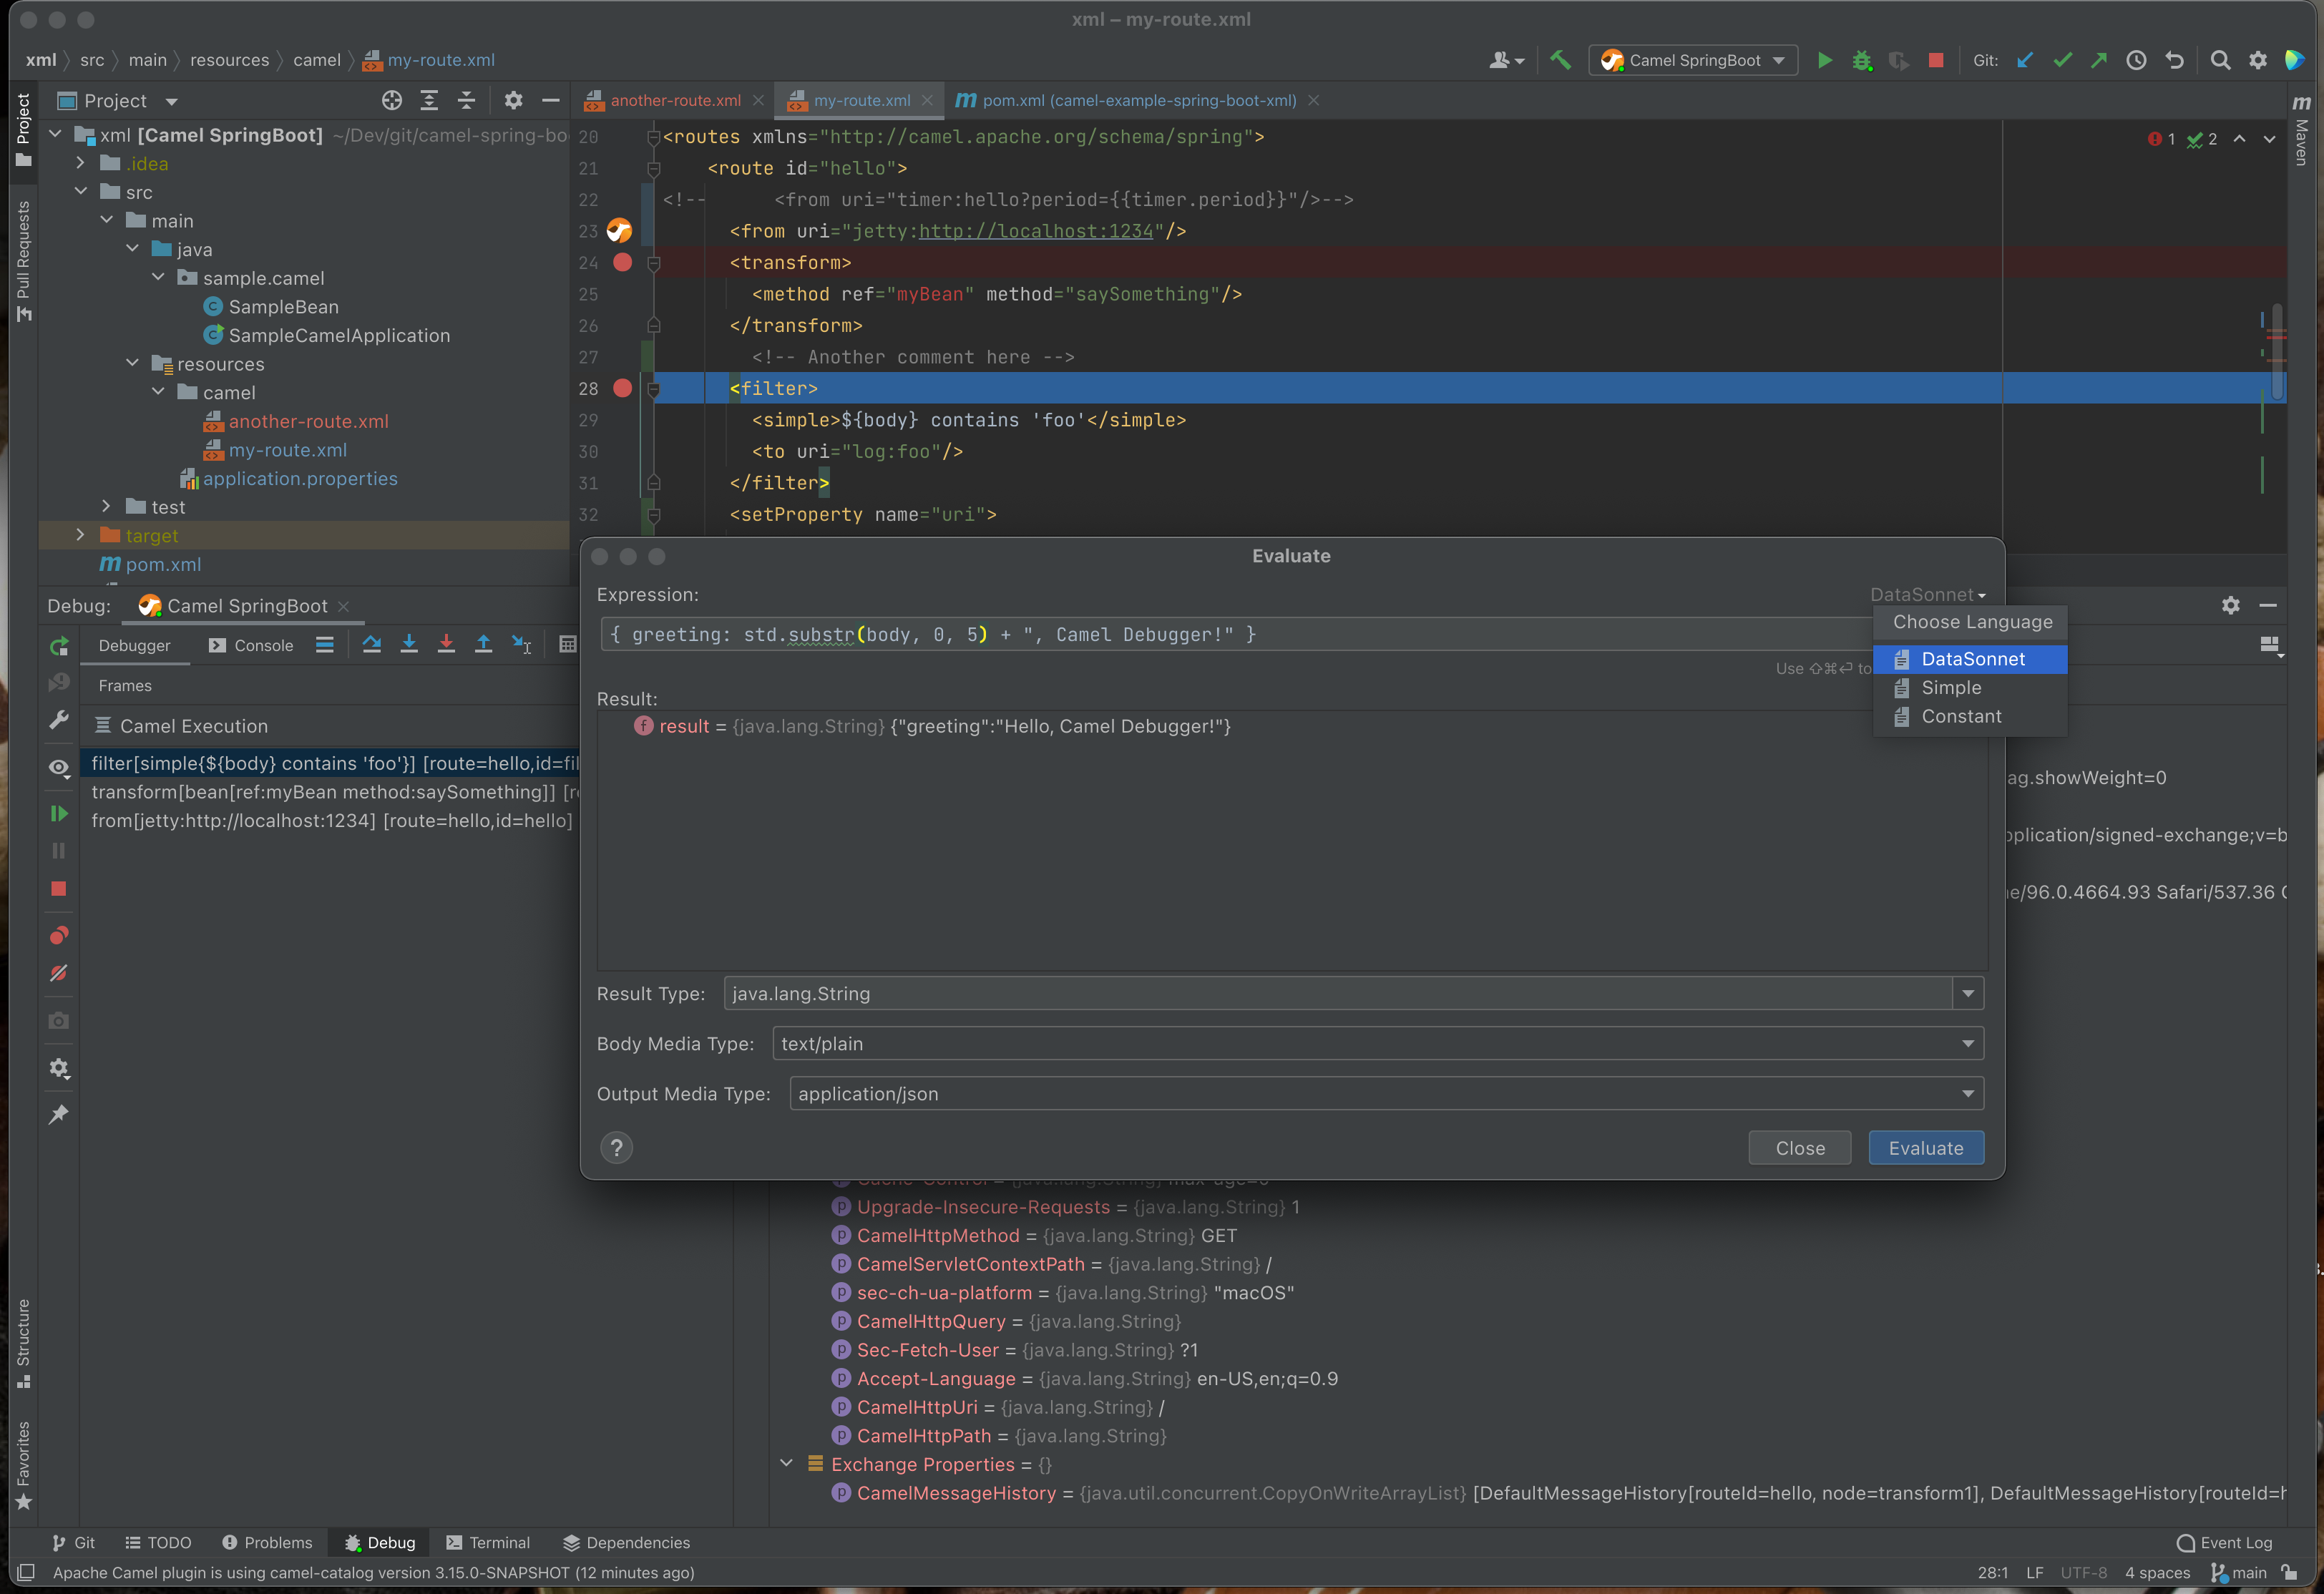 xml – my-route.xml
xml 〉 src 〉 main 〉 resources 〉 camel 〉 my-route.xml
Camel SpringBoot
Git:
Project
another-route.xml
my-route.xml
pom.xml (camel-example-spring-boot-xml)
Project
Pull Requests
Structure
Favorites
Maven
xml [Camel SpringBoot] ~/Dev/git/camel-spring-bo
.idea
src
main
java
sample.camel
SampleBean
SampleCamelApplication
resources
camel
another-route.xml
my-route.xml
application.properties
test
target
pom.xml
1 2
20 <routes xmlns="http://camel.apache.org/schema/spring">
21 <route id="hello">
22 <!-- <from uri="timer:hello?period={{timer.period}}"/>-->
23 <from uri="jetty:http://localhost:1234"/>
24 <transform>
25 <method ref="myBean" method="saySomething"/>
26 </transform>
27 <!-- Another comment here -->
28 <filter>
29 <simple>${body} contains 'foo'</simple>
30 <to uri="log:foo"/>
31 </filter>
32 <setProperty name="uri">
Debug: Camel SpringBoot
Debugger Console
Frames
Camel Execution
filter[simple{${body} contains 'foo'}] [route=hello,id=fil
transform[bean[ref:myBean method:saySomething]] [r
from[jetty:http://localhost:1234] [route=hello,id=hello]
Evaluate
Expression:
DataSonnet
{ greeting: std.substr(body, 0, 5) + ", Camel Debugger!" }
Use ⇧⌘⏎ to
Choose Language
DataSonnet
Simple
Constant
Result:
result = {java.lang.String} {"greeting":"Hello, Camel Debugger!"}
Result Type: java.lang.String
Body Media Type: text/plain
Output Media Type: application/json
?
Close
Evaluate
ag.showWeight=0
pplication/signed-exchange;v=b
e/96.0.4664.93 Safari/537.36
Cache-Control = {java.lang.String} max-age=0
Upgrade-Insecure-Requests = {java.lang.String} 1
CamelHttpMethod = {java.lang.String} GET
CamelServletContextPath = {java.lang.String} /
sec-ch-ua-platform = {java.lang.String} "macOS"
CamelHttpQuery = {java.lang.String}
Sec-Fetch-User = {java.lang.String} ?1
Accept-Language = {java.lang.String} en-US,en;q=0.9
CamelHttpUri = {java.lang.String} /
CamelHttpPath = {java.lang.String}
Exchange Properties = {}
CamelMessageHistory = {java.util.concurrent.CopyOnWriteArrayList} [DefaultMessageHistory[routeId=hello, node=transform1], DefaultMessageHistory[routeId=h
Git TODO Problems Debug Terminal Dependencies
Event Log
Apache Camel plugin is using camel-catalog version 3.15.0-SNAPSHOT (12 minutes ago)
28:1 LF UTF-8 4 spaces main